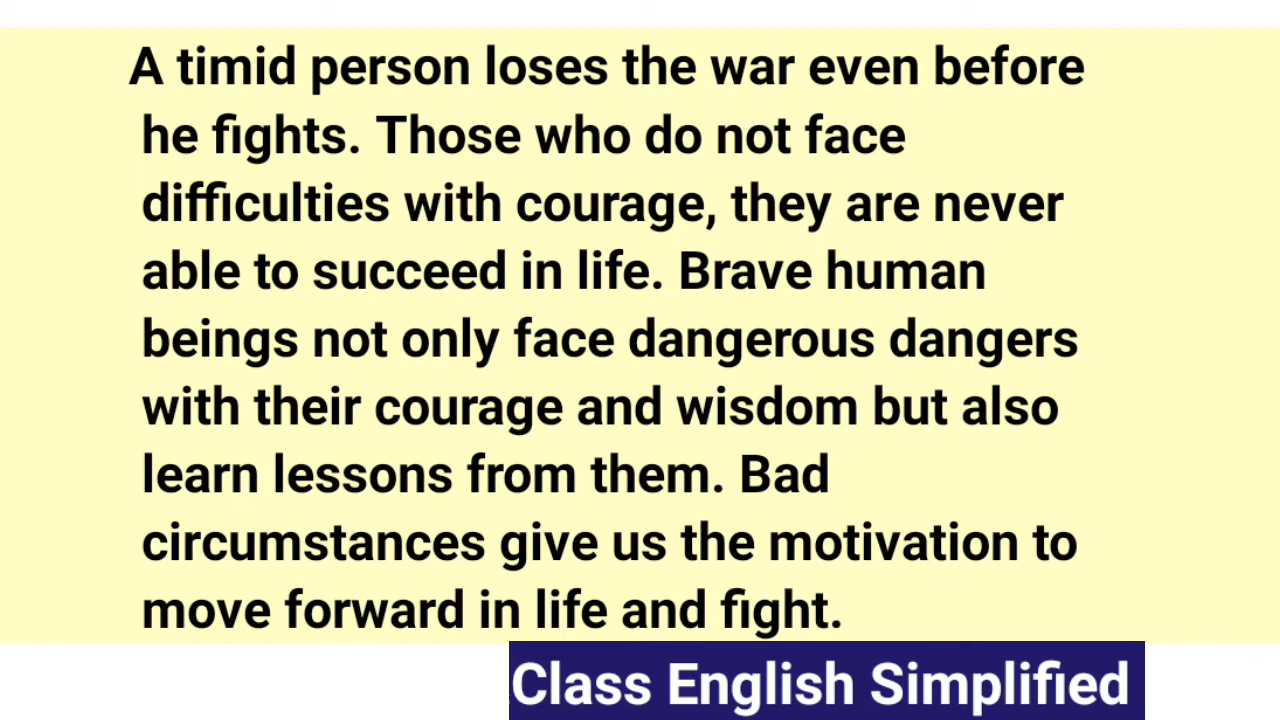 A timid person loses the war even before
he fights. Those who do not face
difficulties with courage, they are never
able to succeed in life. Brave human
beings not only face dangerous dangers
with their courage and wisdom but also
learn lessons from them. Bad
circumstances give us the motivation to
move forward in life and fight.
Class English Simplified